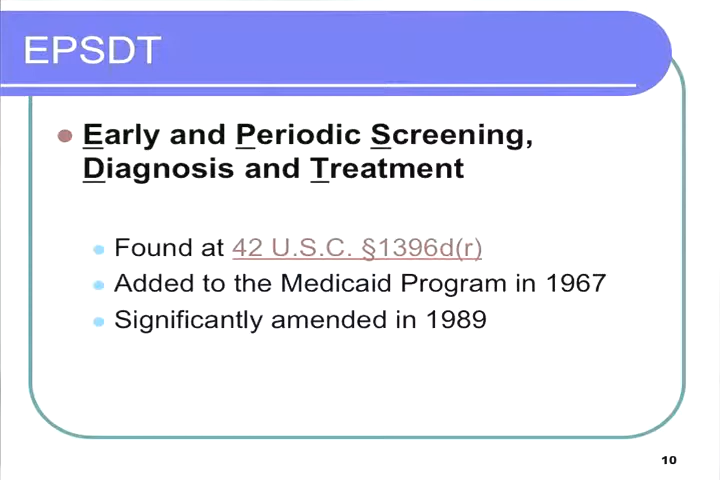 EPSDT
Early and Periodic Screening,
Diagnosis and Treatment
Found at 42 U.S.C. §1396d(r)
Added to the Medicaid Program in 1967
Significantly amended in 1989
10